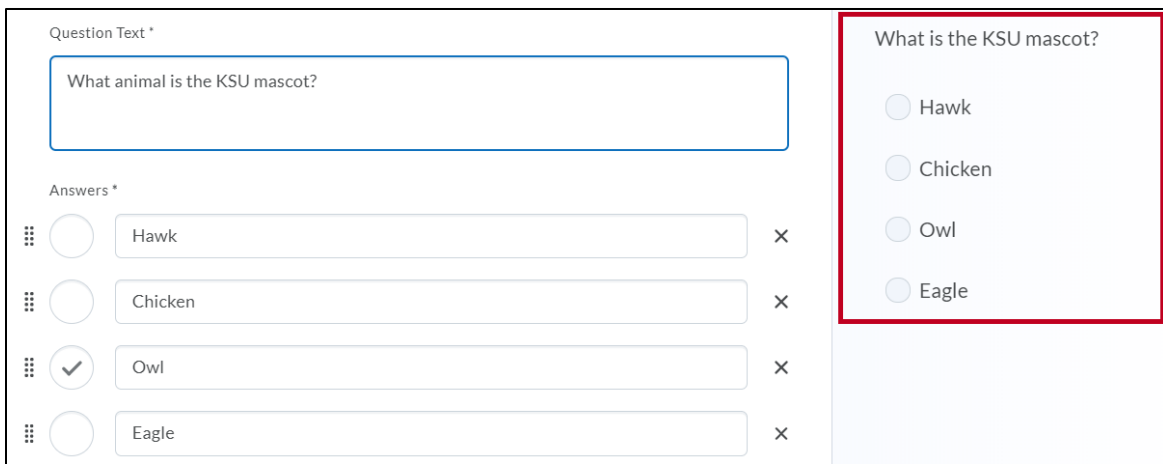 Question Text *
What animal is the KSU mascot?
Answers *
Hawk
Chicken
Owl
Eagle
What is the KSU mascot?
Hawk
Chicken
Owl
Eagle